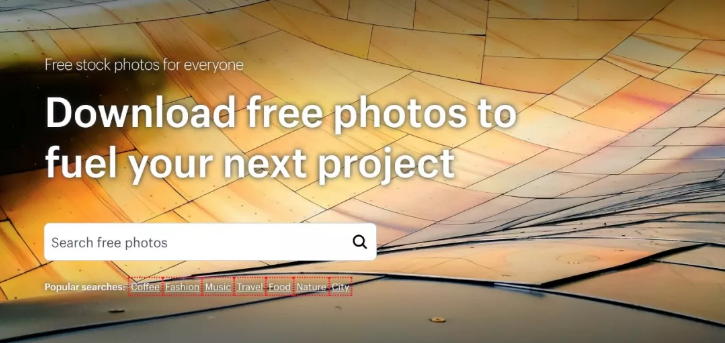 Free stock photos for everyone
Download free photos to
fuel your next project
Search free photos
Popular searches: Coffee Fashion Music Travel Food Nature City